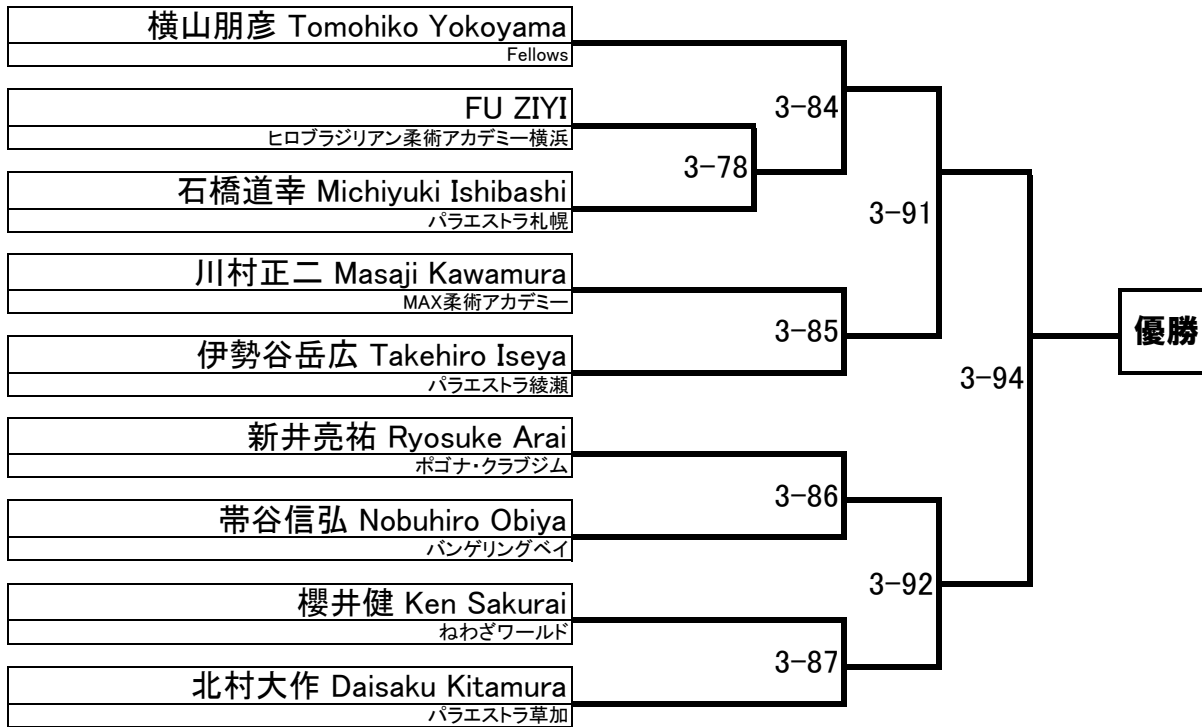 横山朋彦 Tomohiko Yokoyama
Fellows
FU ZIYI
ヒロブラジリアン柔術アカデミー横浜
石橋道幸 Michiyuki Ishibashi
パラエストラ札幌
川村正二 Masaji Kawamura
MAX柔術アカデミー
伊勢谷岳広 Takehiro Iseya
パラエストラ綾瀬
新井亮祐 Ryosuke Arai
ポゴナ・クラブジム
帯谷信弘 Nobuhiro Obiya
バンゲリングベイ
櫻井健 Ken Sakurai
ねわざワールド
北村大作 Daisaku Kitamura
パラエストラ草加
3-78
3-84
3-85
3-86
3-87
3-91
3-92
3-94
優勝